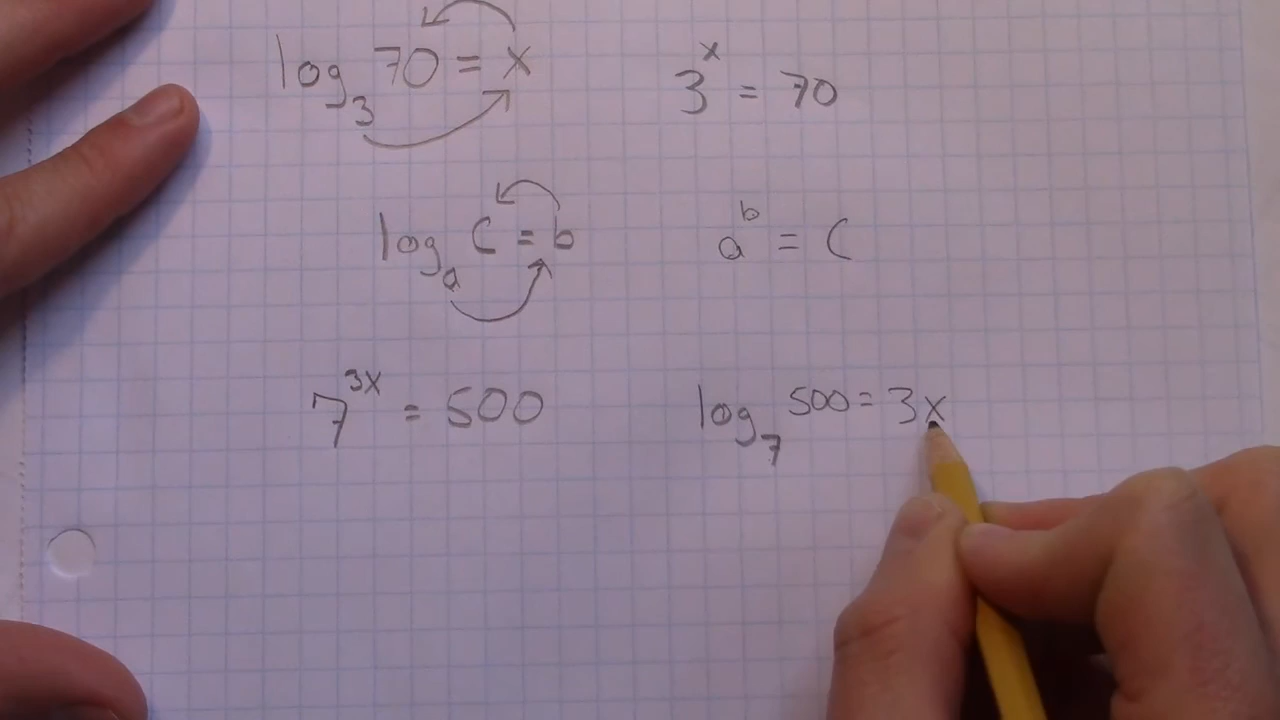 log₃ 70 = x 3ˣ = 70
logₐ C = b aᵇ = C
7³ˣ = 500 log₇ 500 = 3x